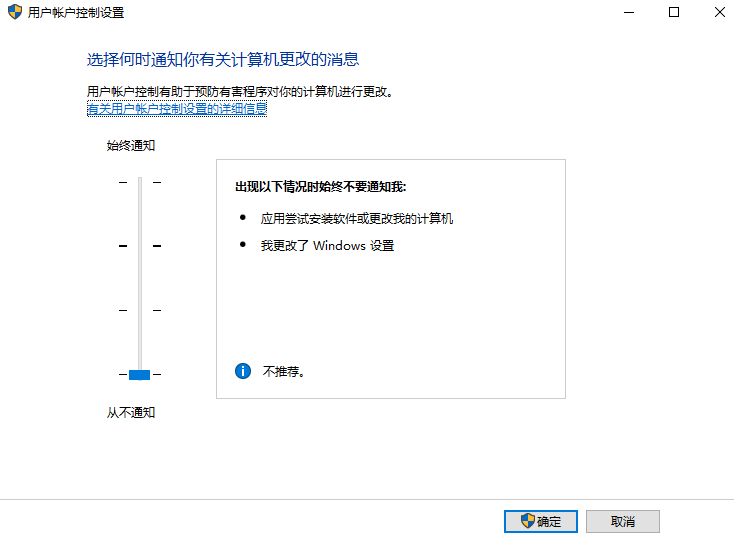 用户帐户控制设置
选择何时通知你有关计算机更改的消息
用户帐户控制有助于预防有害程序对你的计算机进行更改。
有关用户帐户控制设置的详细信息
始终通知
出现以下情况时始终不要通知我:
应用尝试安装软件或更改我的计算机
我更改了 Windows 设置
不推荐。
从不通知
确定
取消